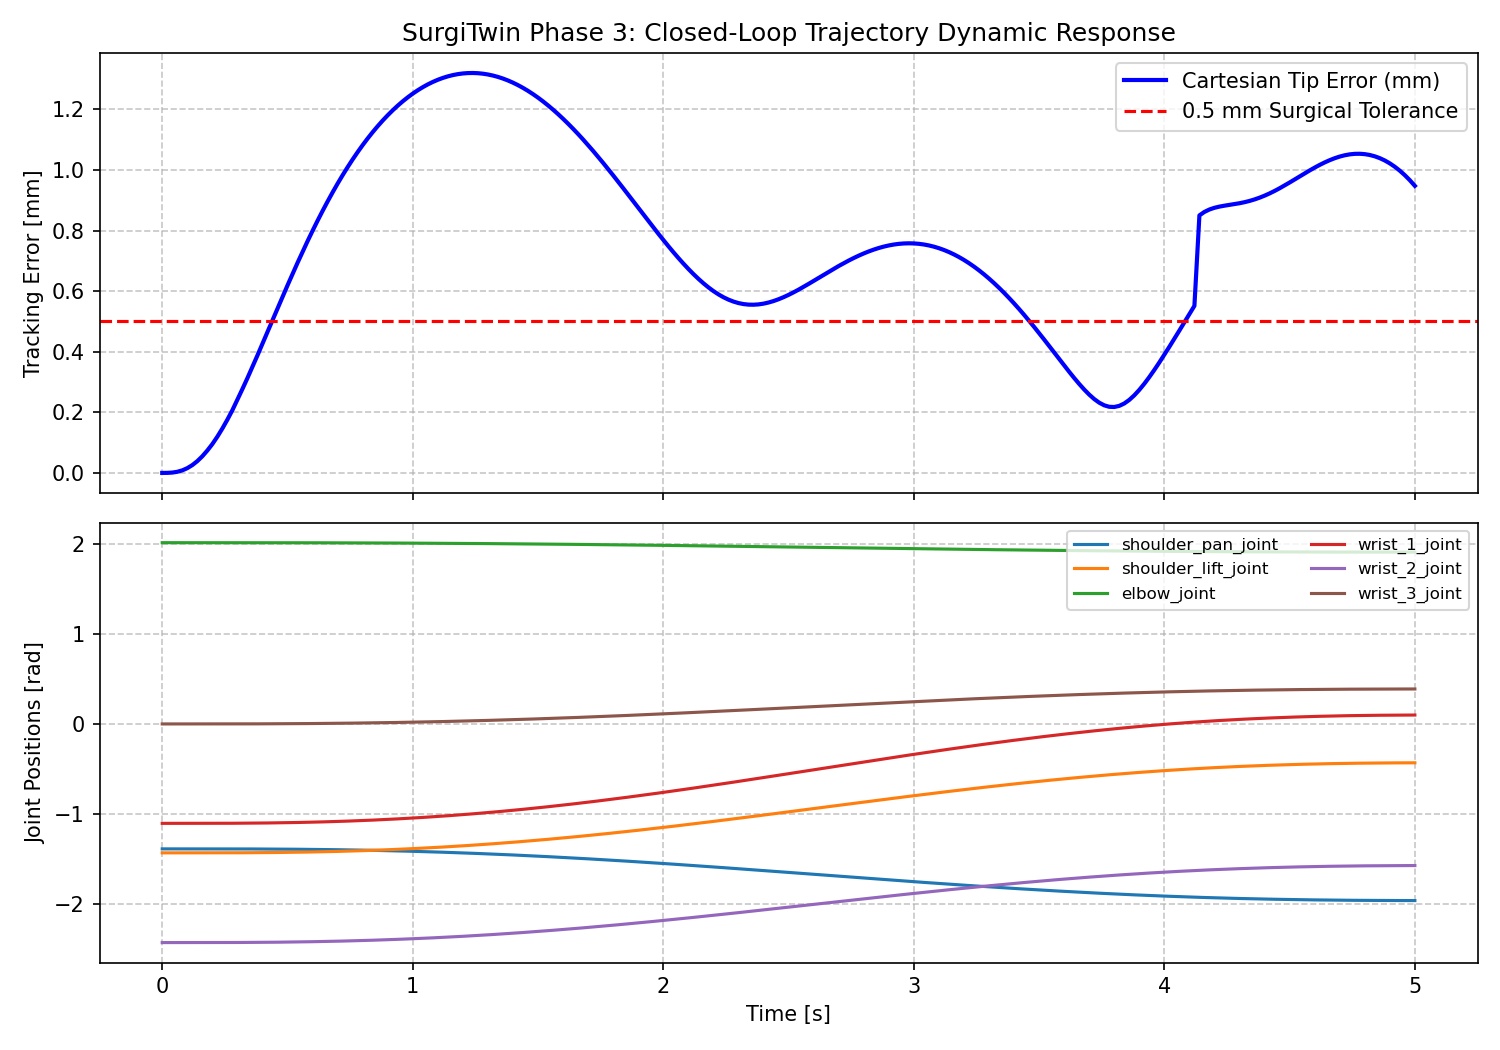 SurgiTwin Phase 3: Closed-Loop Trajectory Dynamic Response
Tracking Error [mm]
1.2
1.0
0.8
0.6
0.4
0.2
0.0
Cartesian Tip Error (mm)
0.5 mm Surgical Tolerance
Joint Positions [rad]
2
1
0
−1
−2
shoulder_pan_joint
shoulder_lift_joint
elbow_joint
wrist_1_joint
wrist_2_joint
wrist_3_joint
0 1 2 3 4 5
Time [s]